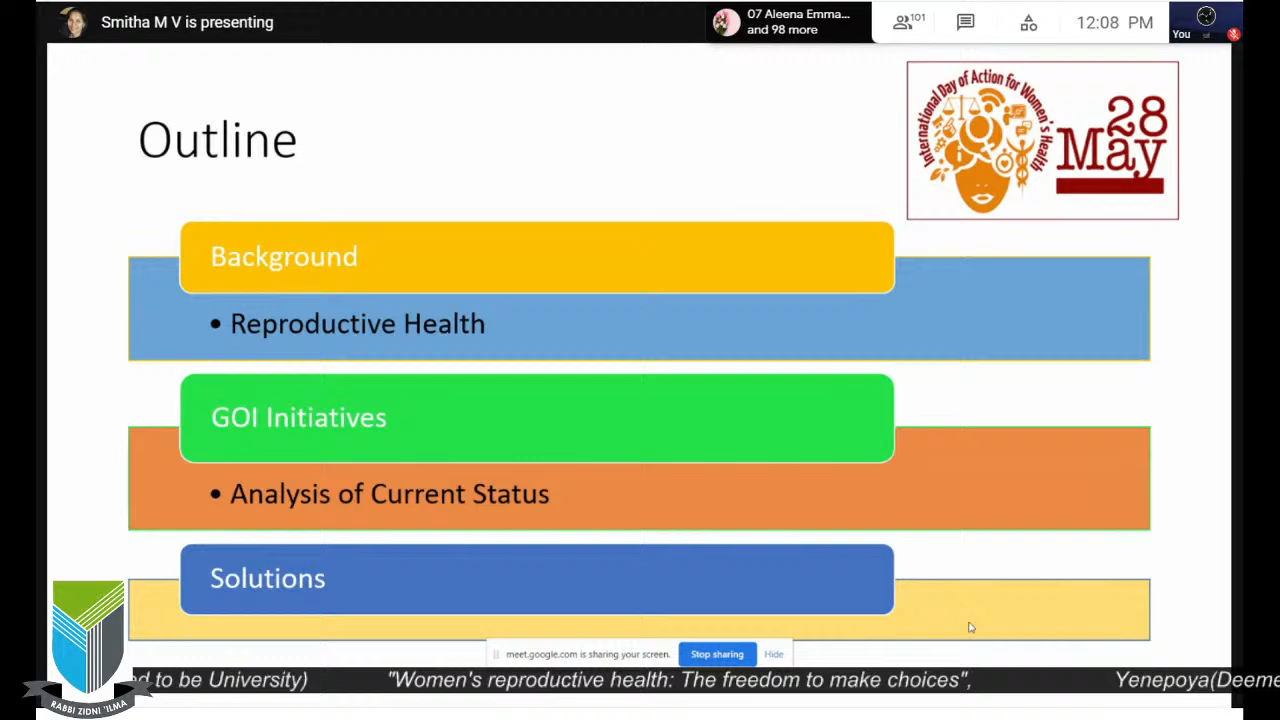 Smitha M V is presenting
07 Aleena Emma...
and 98 more
101
12:08 PM
You
Outline
International Day of Action for Women's Health
28
May
Background
• Reproductive Health
GOI Initiatives
• Analysis of Current Status
Solutions
meet.google.com is sharing your screen.
Stop sharing
Hide
ed to be University)
"Women's reproductive health: The freedom to make choices",
Yenepoya(Deeme
RABBI ZIDNI 'ILMA